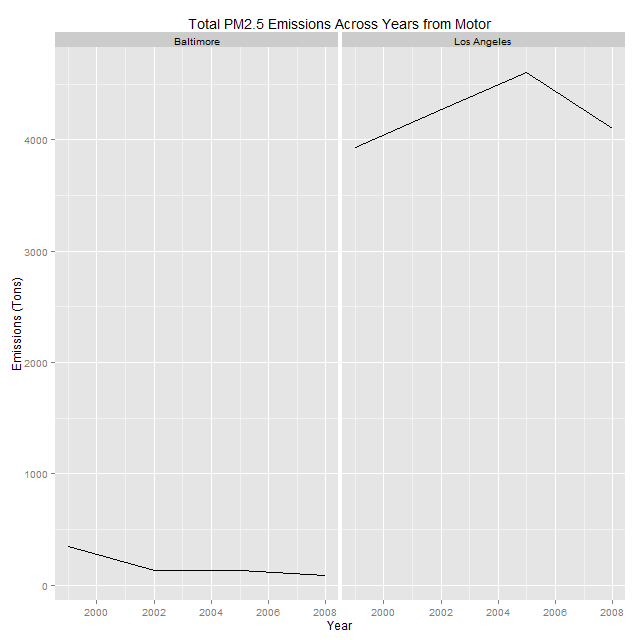 Total PM2.5 Emissions Across Years from Motor
Baltimore
Los Angeles
Emissions (Tons)
4000
3000
2000
1000
0
2000 2002 2004 2006 2008
2000 2002 2004 2006 2008
Year